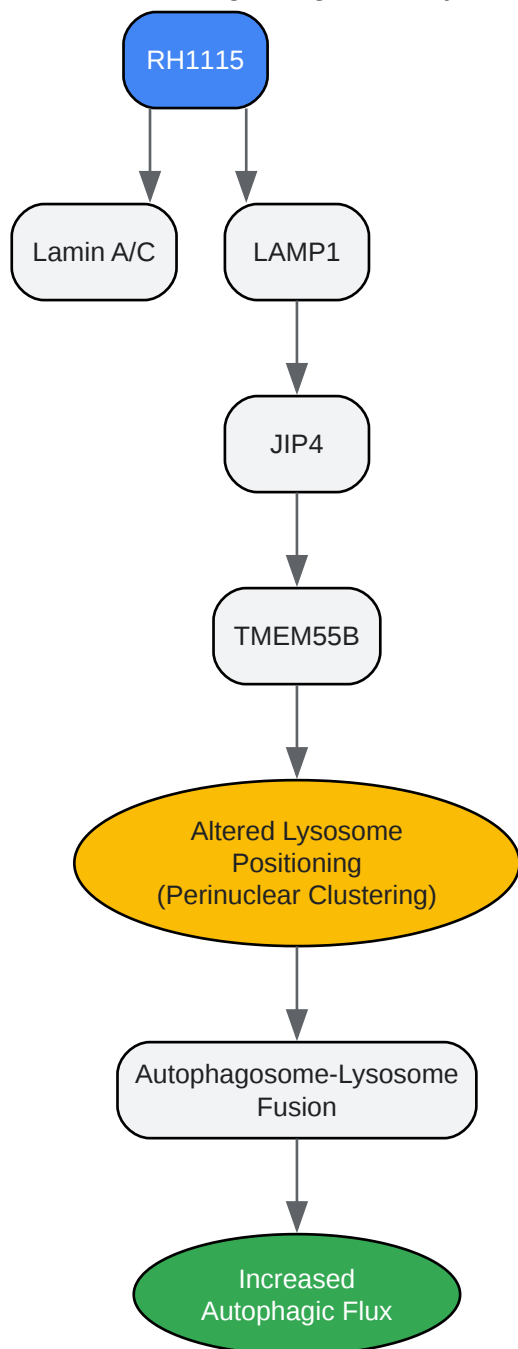 RH1115
Lamin A/C
LAMP1
JIP4
TMEM55B
Altered Lysosome
Positioning
(Perinuclear Clustering)
Autophagosome-Lysosome
Fusion
Increased
Autophagic Flux